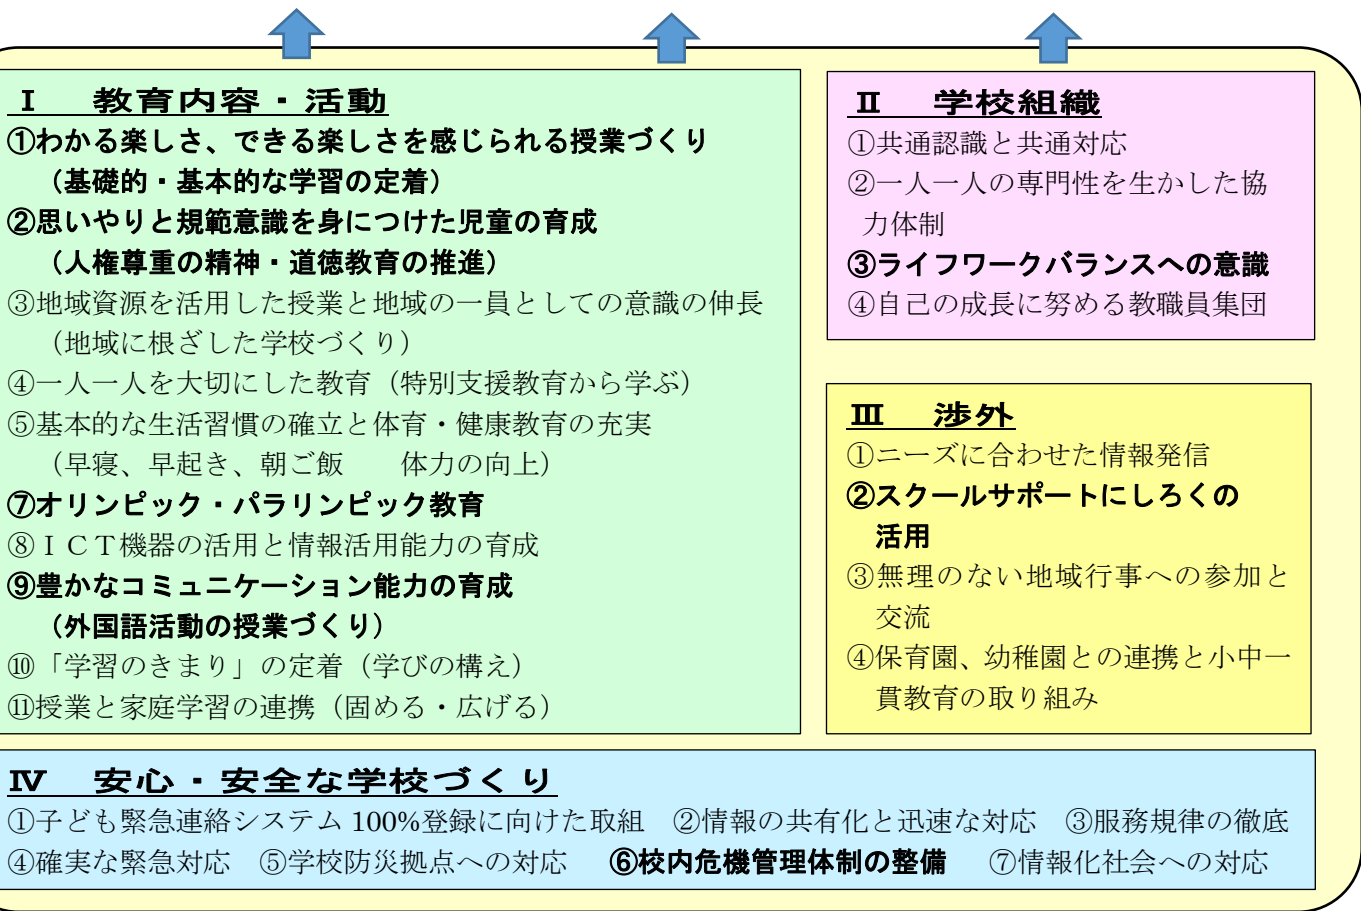 Ⅰ　教育内容・活動
①わかる楽しさ、できる楽しさを感じられる授業づくり
（基礎的・基本的な学習の定着）
②思いやりと規範意識を身につけた児童の育成
（人権尊重の精神・道徳教育の推進）
③地域資源を活用した授業と地域の一員としての意識の伸長
（地域に根ざした学校づくり）
④一人一人を大切にした教育（特別支援教育から学ぶ）
⑤基本的な生活習慣の確立と体育・健康教育の充実
（早寝、早起き、朝ご飯　　体力の向上）
⑦オリンピック・パラリンピック教育
⑧ＩＣＴ機器の活用と情報活用能力の育成
⑨豊かなコミュニケーション能力の育成
（外国語活動の授業づくり）
⑩「学習のきまり」の定着（学びの構え）
⑪授業と家庭学習の連携（固める・広げる）
Ⅱ　学校組織
①共通認識と共通対応
②一人一人の専門性を生かした協
力体制
③ライフワークバランスへの意識
④自己の成長に努める教職員集団
Ⅲ　渉外
①ニーズに合わせた情報発信
②スクールサポートにしろくの
活用
③無理のない地域行事への参加と
交流
④保育園、幼稚園との連携と小中一
貫教育の取り組み
Ⅳ　安心・安全な学校づくり
①子ども緊急連絡システム 100%登録に向けた取組　②情報の共有化と迅速な対応　③服務規律の徹底
④確実な緊急対応　⑤学校防災拠点への対応　⑥校内危機管理体制の整備　⑦情報化社会への対応